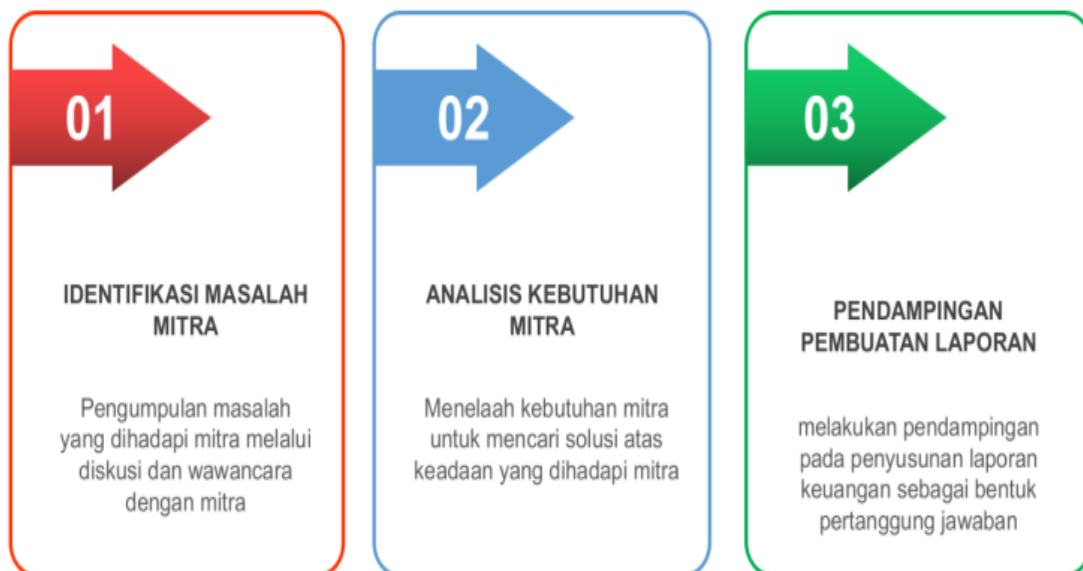 01
IDENTIFIKASI MASALAH
MITRA
Pengumpulan masalah
yang dihadapi mitra melalui
diskusi dan wawancara
dengan mitra
02
ANALISIS KEBUTUHAN
MITRA
Menelaah kebutuhan mitra
untuk mencari solusi atas
keadaan yang dihadapi mitra
03
PENDAMPINGAN
PEMBUATAN LAPORAN
melakukan pendampingan
pada penyusunan laporan
keuangan sebagai bentuk
pertanggung jawaban